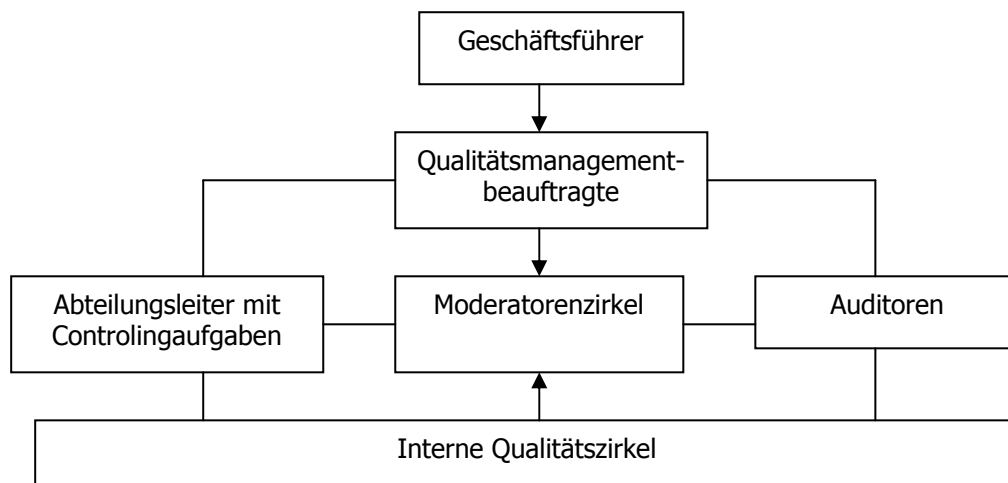 Geschäftsführer
Qualitätsmanagement-
beauftragte
Abteilungsleiter mit
Controlingaufgaben
Moderatorenzirkel
Auditoren
Interne Qualitätszirkel